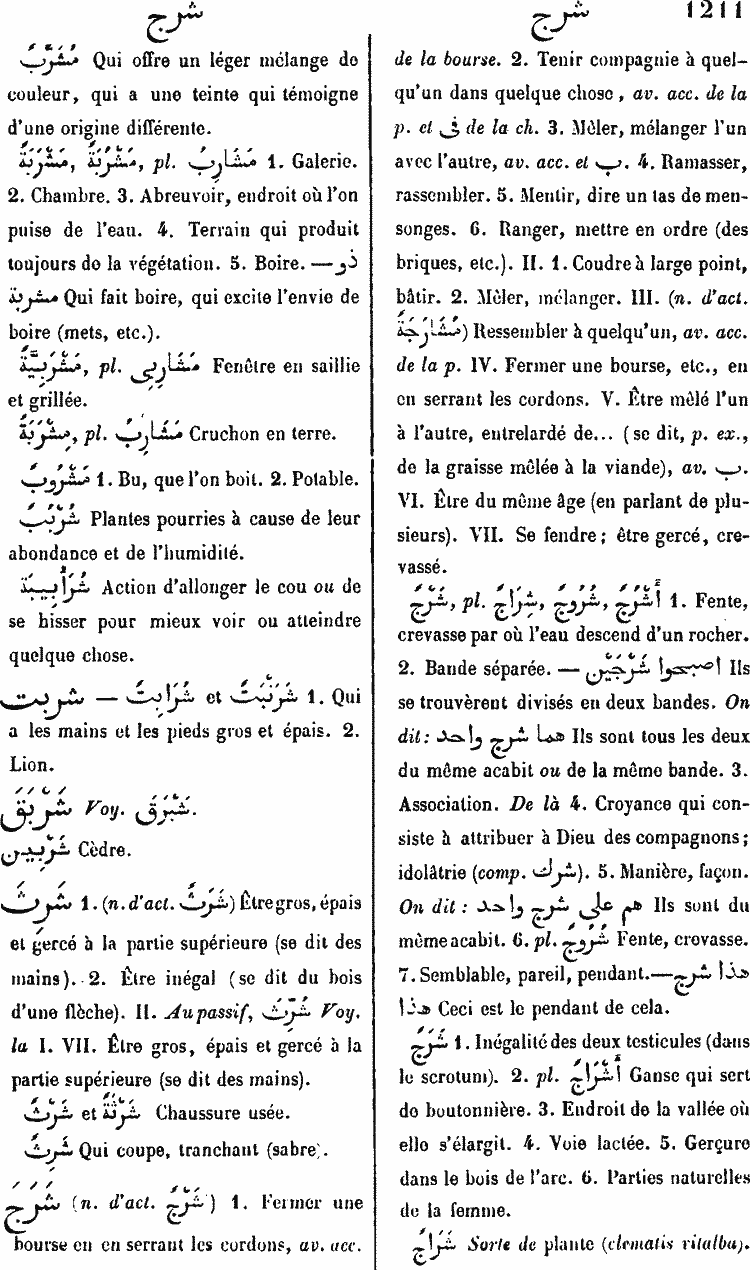 شرج
مُشَرَّبٌ Qui offre un léger mélange de
couleur, qui a une teinte qui témoigne
d'une origine différente.
مَشْرَبَةٌ, مَشْرُبَةٌ, pl. مَشَارِبُ 1. Galerie.
2. Chambre. 3. Abreuvoir, endroit où l'on
puise de l'eau. 4. Terrain qui produit
toujours de la végétation. 5. Boire. — ذو
مشربة Qui fait boire, qui excite l'envie de
boire (mets, etc.).
مَشْرَبِيَّةٌ, pl. مَشَارِبى Fenêtre en saillie
et grillée.
مِشْرَبَةٌ, pl. مَشَارِبُ Cruchon en terre.
مَشْرُوبٌ 1. Bu, que l'on boit. 2. Potable.
شُرْبُبٌ Plantes pourries à cause de leur
abondance et de l'humidité.
شُرَأْبِيبَةٌ Action d'allonger le cou ou de
se hisser pour mieux voir ou atteindre
quelque chose.
شربت — شَرَابِثُ et شَرَنْبَثٌ 1. Qui
a les mains et les pieds gros et épais. 2.
Lion.
شَرْبَقَ Voy. شَبْرَقَ.
شَرْبِين Cèdre.
شَرِثَ 1. (n. d'act. شَرَثٌ) Être gros, épais
et gercé à la partie supérieure (se dit des
mains). 2. Être inégal (se dit du bois
d'une flèche). II. Au passif, شُرِّثَ Voy.
la I. VII. Être gros, épais et gercé à la
partie supérieure (se dit des mains).
شَرْثٌ et شَرْثَةٌ Chaussure usée.
شَرِثٌ Qui coupe, tranchant (sabre).
شَرَجَ (n. d'act. شَرْجٌ) 1. Fermer une
bourse en en serrant les cordons, av. acc.
شرج 1211
de la bourse. 2. Tenir compagnie à quel-
qu'un dans quelque chose, av. acc. de la
p. et فى de la ch. 3. Mêler, mélanger l'un
avec l'autre, av. acc. et ب. 4. Ramasser,
rassembler. 5. Mentir, dire un tas de men-
songes. 6. Ranger, mettre en ordre (des
briques, etc.). II. 1. Coudre à large point,
bâtir. 2. Mêler, mélanger. III. (n. d'act.
مُشَارَجَةٌ) Ressembler à quelqu'un, av. acc.
de la p. IV. Fermer une bourse, etc., en
en serrant les cordons. V. Être mêlé l'un
à l'autre, entrelardé de... (se dit, p. ex.,
de la graisse mêlée à la viande), av. ب.
VI. Être du même âge (en parlant de plu-
sieurs). VII. Se fendre; être gercé, cre-
vassé.
شَرْجٌ, pl. شِرَاجٌ, شُرُوجٌ, أَشْرُجٌ 1. Fente,
crevasse par où l'eau descend d'un rocher.
2. Bande séparée. — اصبحوا شَرْجَيْنِ Ils
se trouvèrent divisés en deux bandes. On
dit: هما شرج واحد Ils sont tous les deux
du même acabit ou de la même bande. 3.
Association. De là 4. Croyance qui con-
siste à attribuer à Dieu des compagnons;
idolâtrie (comp. شرك). 5. Manière, façon.
On dit: هم على شرج واحد Ils sont du
même acabit. 6. pl. شُرُوجٌ Fente, crevasse.
7. Semblable, pareil, pendant. — هذا شرج
هذا Ceci est le pendant de cela.
شَرَجٌ 1. Inégalité des deux testicules (dans
le scrotum). 2. pl. أَشْرَاجٌ Ganse qui sert
de boutonnière. 3. Endroit de la vallée où
elle s'élargit. 4. Voie lactée. 5. Gerçure
dans le bois de l'arc. 6. Parties naturelles
de la femme.
شَرَاجٌ Sorte de plante (clematis vitalba).